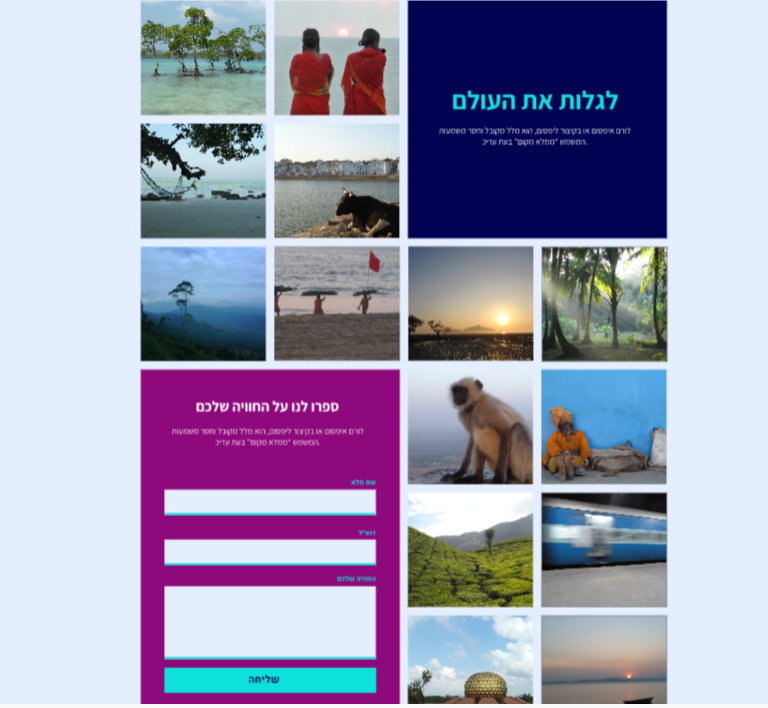 לגלות את העולם
לורם איפסום או בקיצור ליפסום, הוא מלל מקובל וחסר משמעות
המשמש "ממלא מקום" בעת עריכ.
ספרו לנו על החוויה שלכם
לורם איפסום או בקיצור ליפסום, הוא מלל מקובל וחסר משמעות
המשמש "ממלא מקום" בעת עריכ.
שם מלא
דוא"ל
החוויה שלכם
שליחה